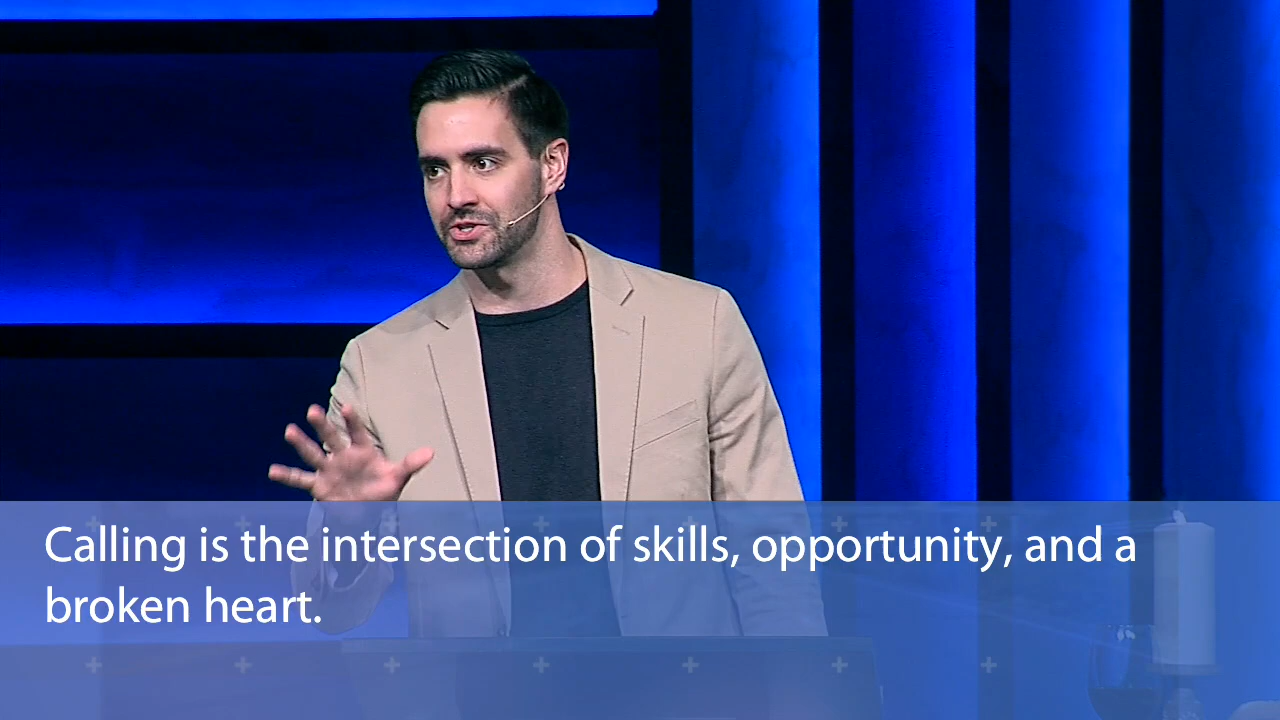 Calling is the intersection of skills, opportunity, and a
broken heart.